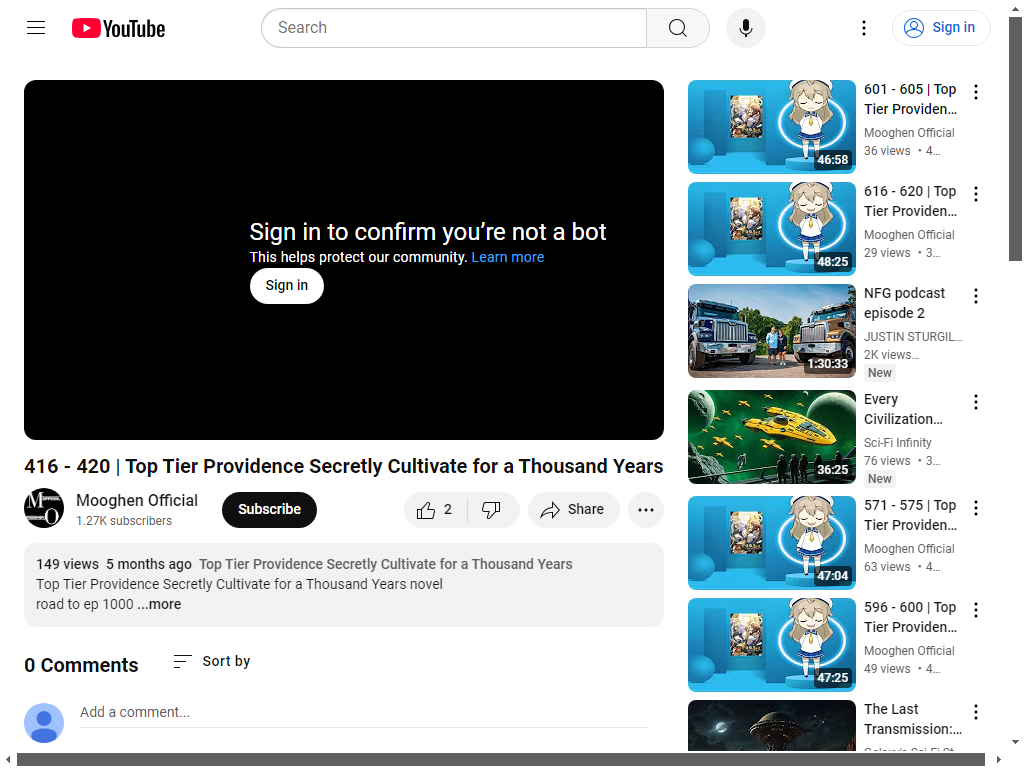 YouTube
Search
Sign in
Sign in to confirm you’re not a bot
This helps protect our community. Learn more
Sign in
416 - 420 | Top Tier Providence Secretly Cultivate for a Thousand Years
Mooghen Official
1.27K subscribers
Subscribe
2
Share
149 views 5 months ago Top Tier Providence Secretly Cultivate for a Thousand Years
Top Tier Providence Secretly Cultivate for a Thousand Years novel
road to ep 1000 ...more
0 Comments
Sort by
Add a comment...
46:58
601 - 605 | Top
Tier Providen…
Mooghen Official
36 views • 4…
48:25
616 - 620 | Top
Tier Providen…
Mooghen Official
29 views • 3…
1:30:33
NFG podcast
episode 2
JUSTIN STURGIL…
2K views…
New
36:25
Every
Civilization…
Sci-Fi Infinity
76 views • 3…
New
47:04
571 - 575 | Top
Tier Providen…
Mooghen Official
63 views • 4…
47:25
596 - 600 | Top
Tier Providen…
Mooghen Official
49 views • 4…
The Last
Transmission:…